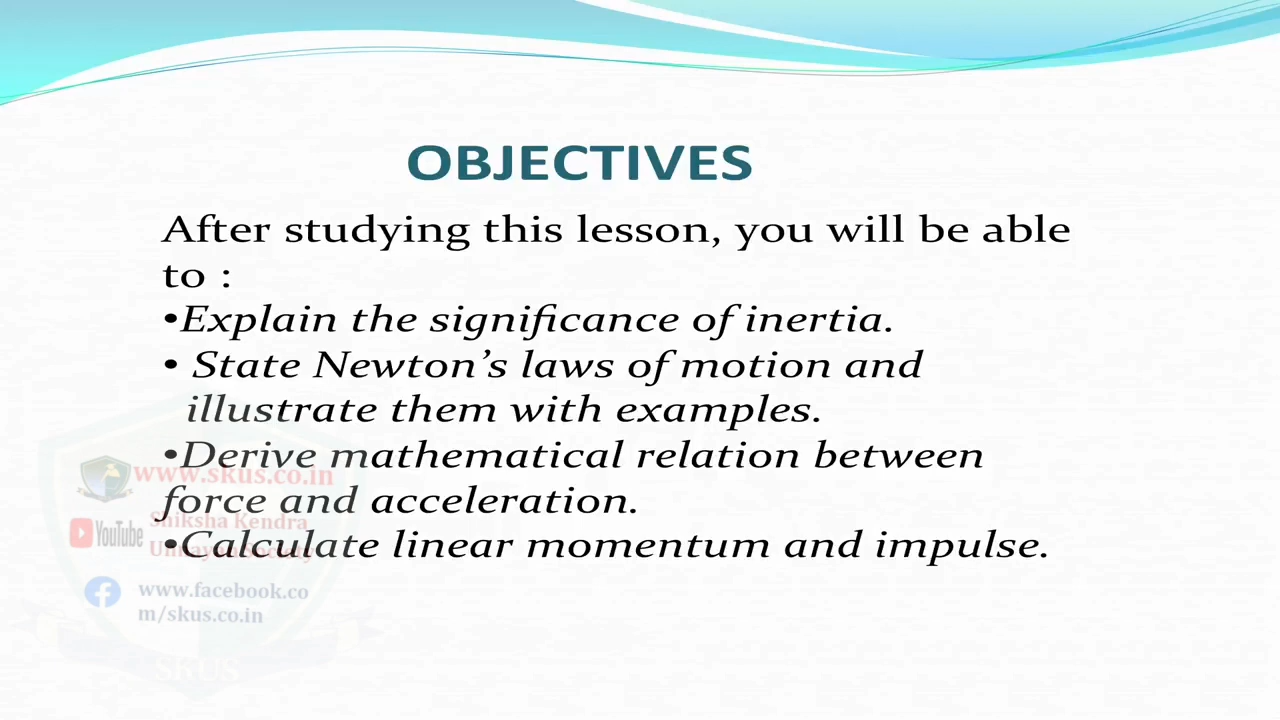 OBJECTIVES
After studying this lesson, you will be able
to :
•Explain the significance of inertia.
• State Newton’s laws of motion and
illustrate them with examples.
•Derive mathematical relation between
www.skus.co.in
force and acceleration.
YouTube
Shiksha Kendra
•Calculate linear momentum and impulse.
Society
www.facebook.co
m/skus.co.in
SKUS